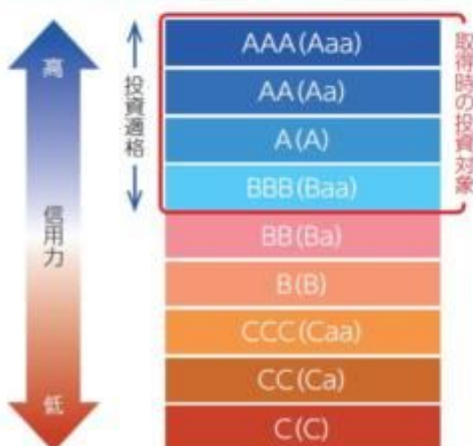 高
信用力
低
投資適格
AAA(Aaa)
AA(Aa)
A(A)
BBB(Baa)
BB(Ba)
B(B)
CCC(Caa)
CC(Ca)
C(C)
取得時の投資対象